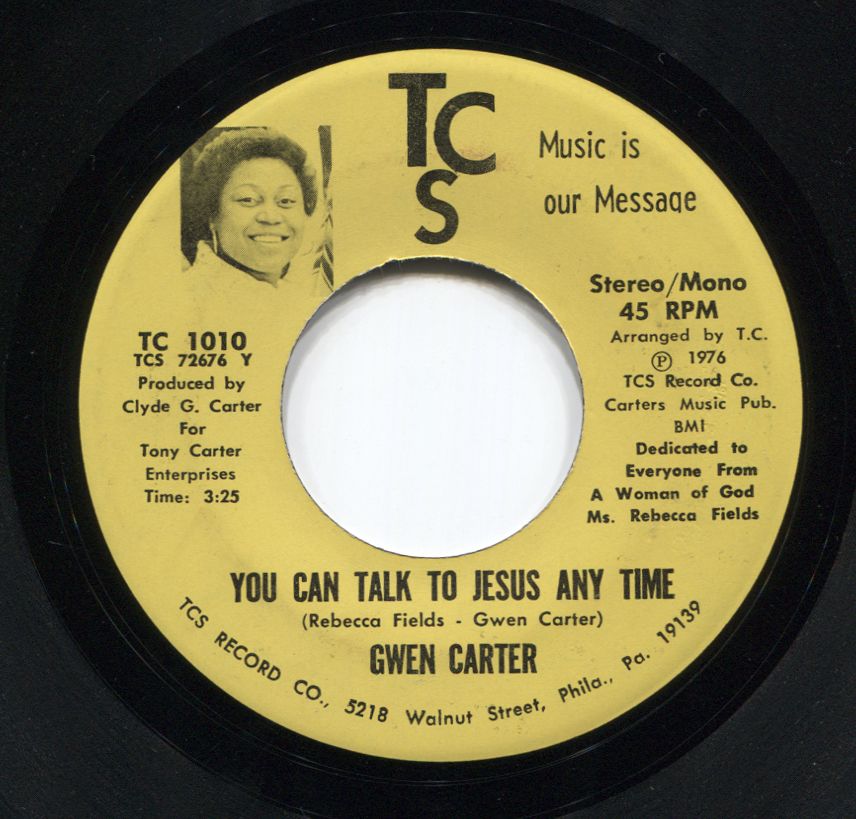 TCS
Music is
our Message
TC 1010
TCS 72676 Y
Produced by
Clyde G. Carter
For
Tony Carter
Enterprises
Time: 3:25
Stereo/Mono
45 RPM
Arranged by T.C.
Ⓟ 1976
TCS Record Co.
Carters Music Pub.
BMI
Dedicated to
Everyone From
A Woman of God
Ms. Rebecca Fields
YOU CAN TALK TO JESUS ANY TIME
(Rebecca Fields - Gwen Carter)
GWEN CARTER
TCS RECORD CO., 5218 Walnut Street, Phila., Pa. 19139